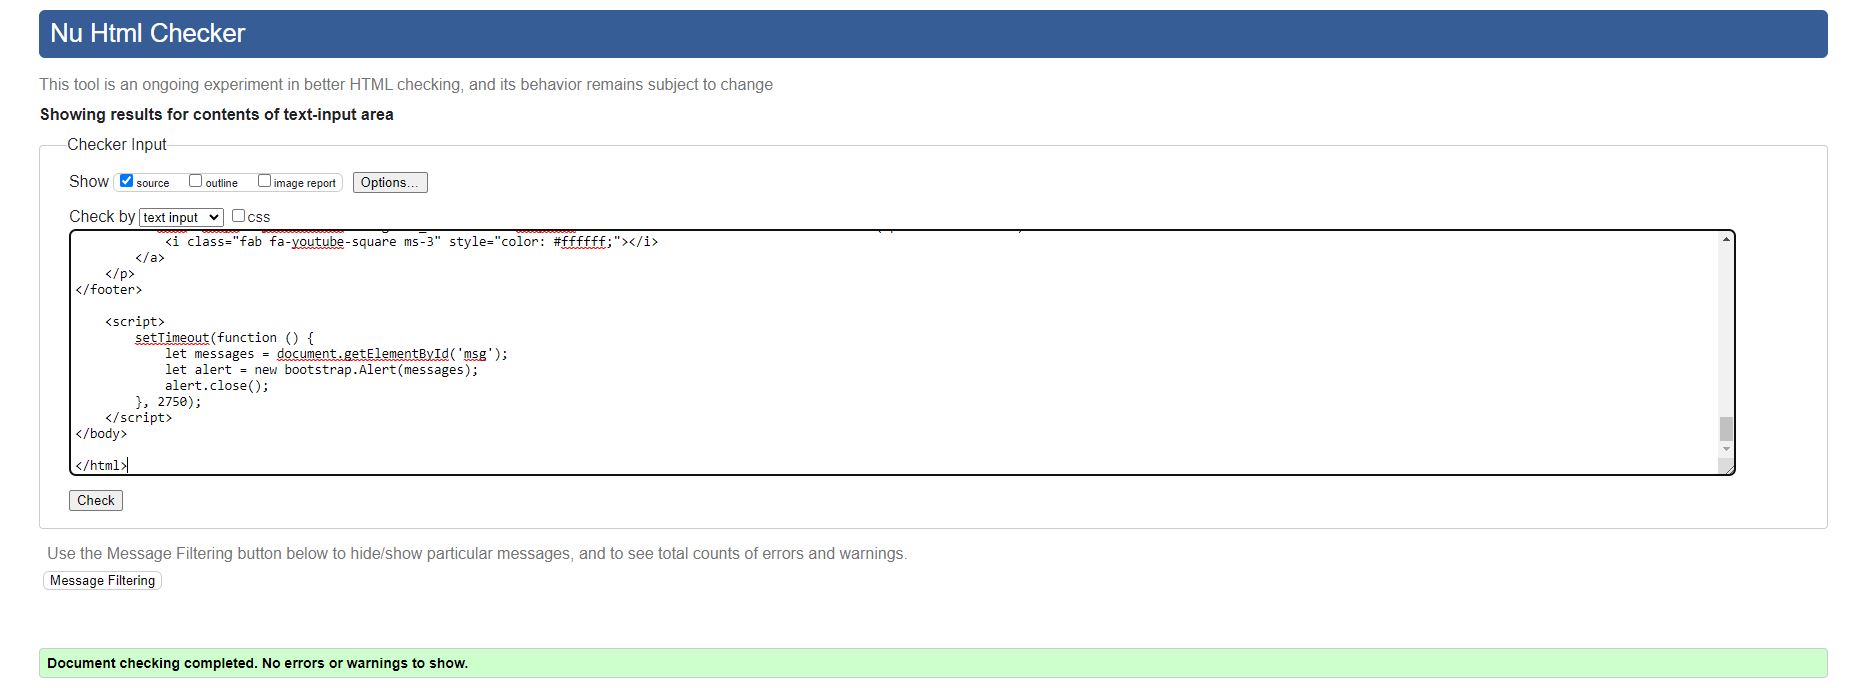 Nu Html Checker
This tool is an ongoing experiment in better HTML checking, and its behavior remains subject to change
Showing results for contents of text-input area
Checker Input
Show source outline image report Options...
Check by text input css
<i class="fab fa-youtube-square ms-3" style="color: #ffffff;"></i>
</a>
</p>
</footer>
<script>
setTimeout(function () {
let messages = document.getElementById('msg');
let alert = new bootstrap.Alert(messages);
alert.close();
}, 2750);
</script>
</body>
</html>
Check
Use the Message Filtering button below to hide/show particular messages, and to see total counts of errors and warnings.
Message Filtering
Document checking completed. No errors or warnings to show.